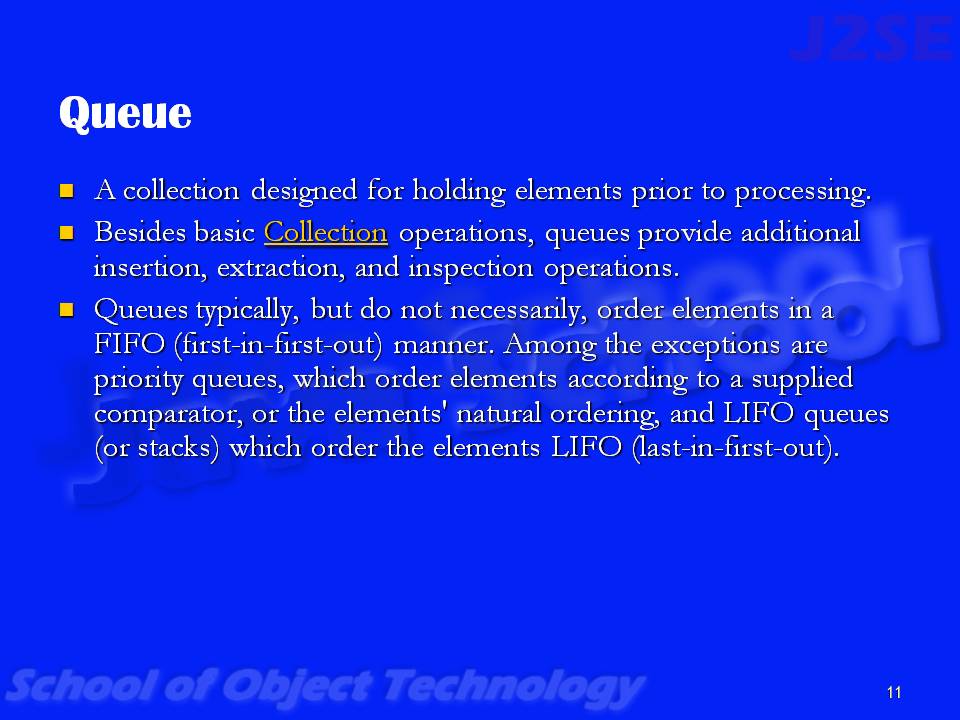 J2SE
Queue
A collection designed for holding elements prior to processing.
Besides basic Collection operations, queues provide additional
insertion, extraction, and inspection operations.
Queues typically, but do not necessarily, order elements in a
FIFO (first-in-first-out) manner. Among the exceptions are
priority queues, which order elements according to a supplied
comparator, or the elements' natural ordering, and LIFO queues
(or stacks) which order the elements LIFO (last-in-first-out).
Java School
School of Object Technology
11